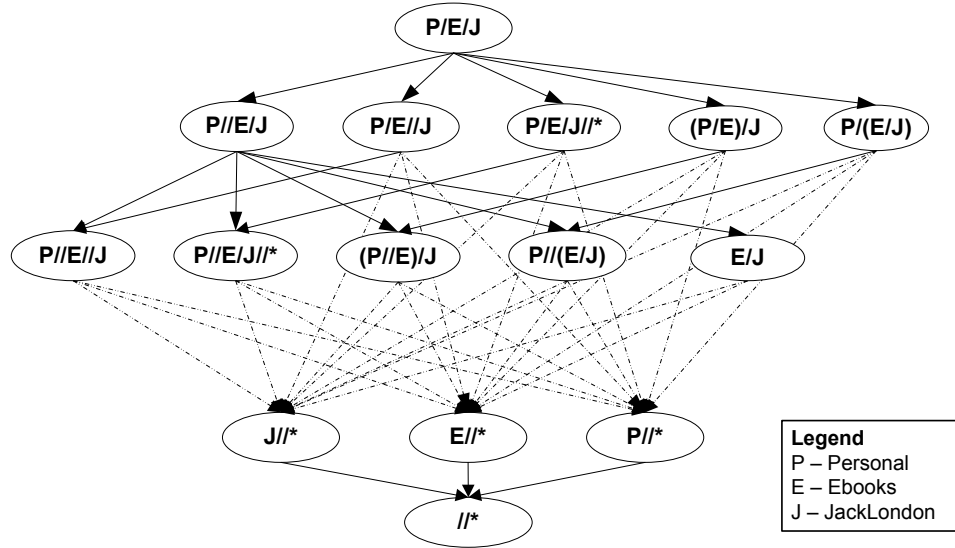 P/E/J
P//E/J
P/E//J
P/E/J//*
(P/E)/J
P/(E/J)
P//E//J
P//E/J//*
(P//E)/J
P//(E/J)
E/J
J//*
E//*
P//*
//*
Legend
P – Personal
E – Ebooks
J – JackLondon